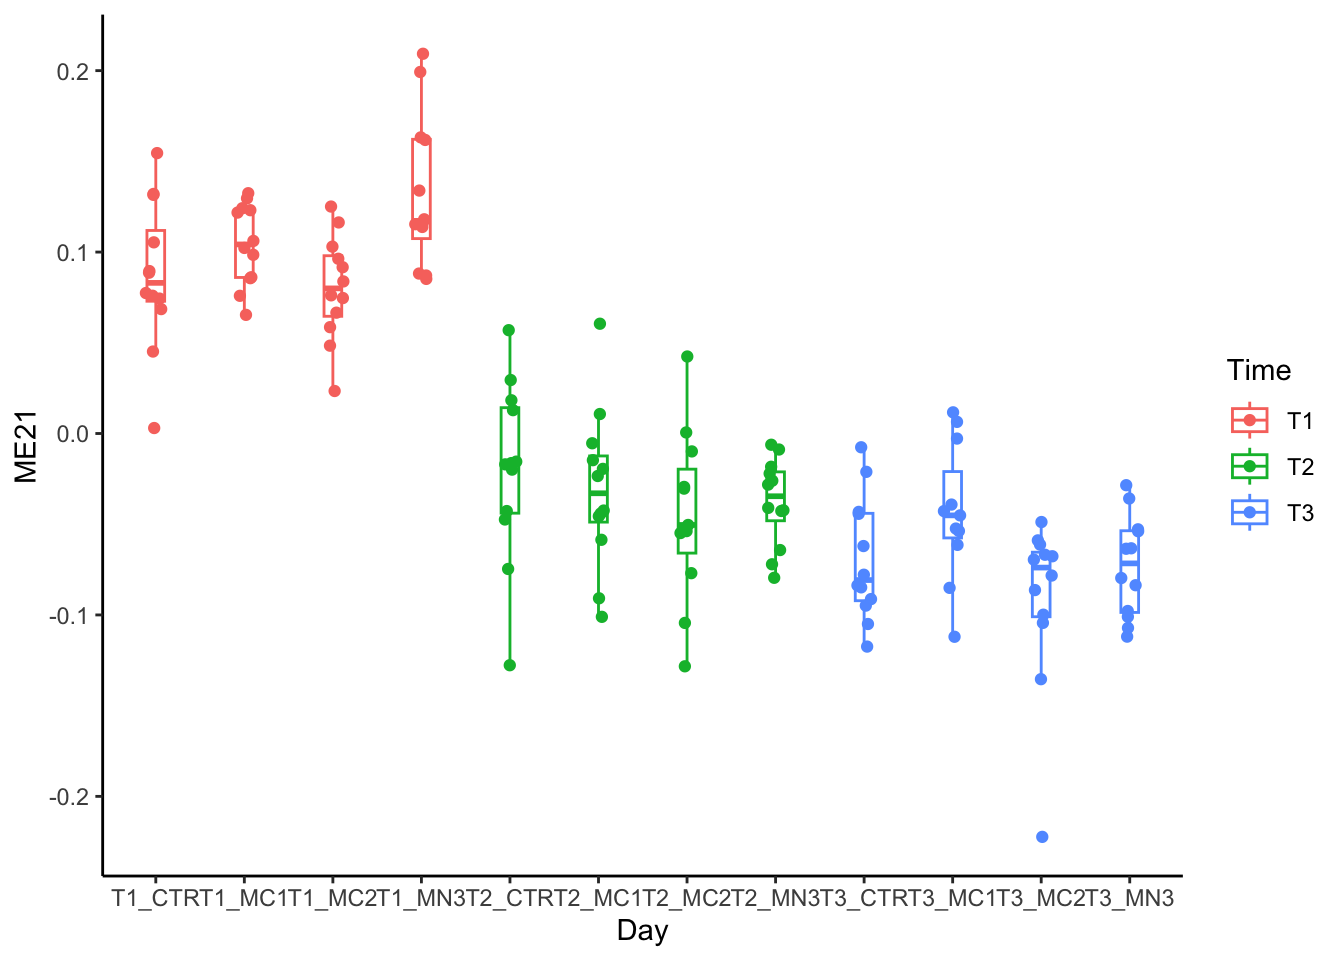 0.2
0.1
0.0
-0.1
-0.2
ME21
T1_CTRT1_MC1T1_MC2T1_MN3T2_CTRT2_MC1T2_MC2T2_MN3T3_CTRT3_MC1T3_MC2T3_MN3
Day
Time
T1
T2
T3